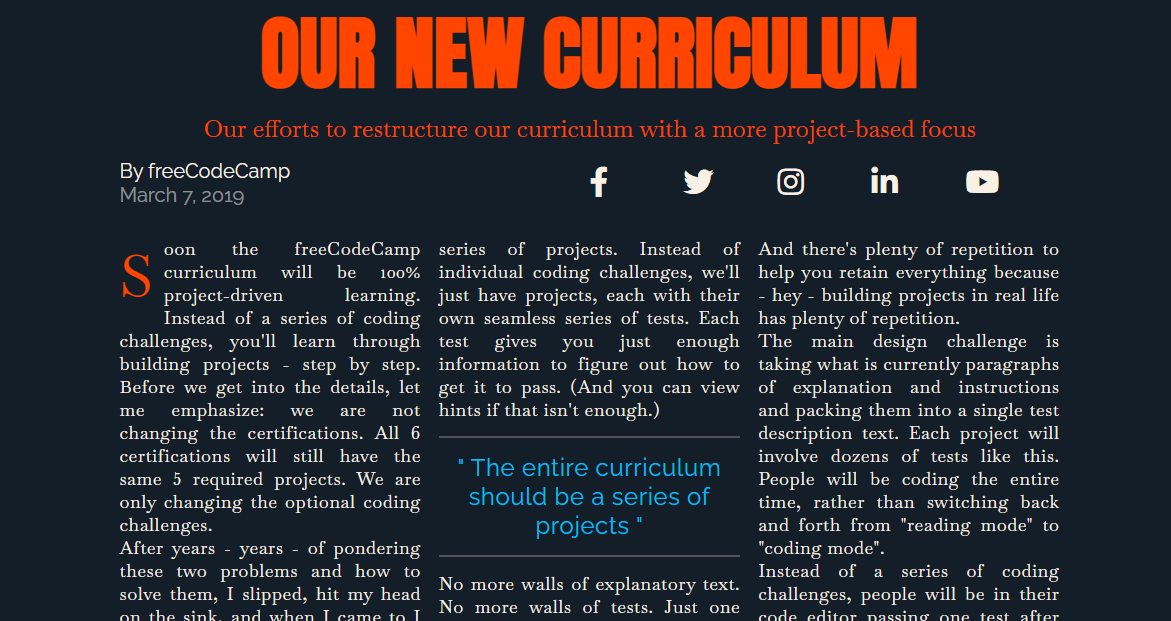 OUR NEW CURRICULUM
Our efforts to restructure our curriculum with a more project-based focus
By freeCodeCamp
March 7, 2019
Soon the freeCodeCamp
curriculum will be 100%
project-driven learning.
Instead of a series of coding
challenges, you'll learn through
building projects - step by step.
Before we get into the details, let
me emphasize: we are not
changing the certifications. All 6
certifications will still have the
same 5 required projects. We are
only changing the optional coding
challenges.
After years - years - of pondering
these two problems and how to
solve them, I slipped, hit my head
on the sink, and when I came to I
series of projects. Instead of
individual coding challenges, we'll
just have projects, each with their
own seamless series of tests. Each
test gives you just enough
information to figure out how to
get it to pass. (And you can view
hints if that isn't enough.)
" The entire curriculum
should be a series of
projects "
No more walls of explanatory text.
No more walls of tests. Just one
And there's plenty of repetition to
help you retain everything because
- hey - building projects in real life
has plenty of repetition.
The main design challenge is
taking what is currently paragraphs
of explanation and instructions
and packing them into a single test
description text. Each project will
involve dozens of tests like this.
People will be coding the entire
time, rather than switching back
and forth from "reading mode" to
"coding mode".
Instead of a series of coding
challenges, people will be in their
code editor passing one test after